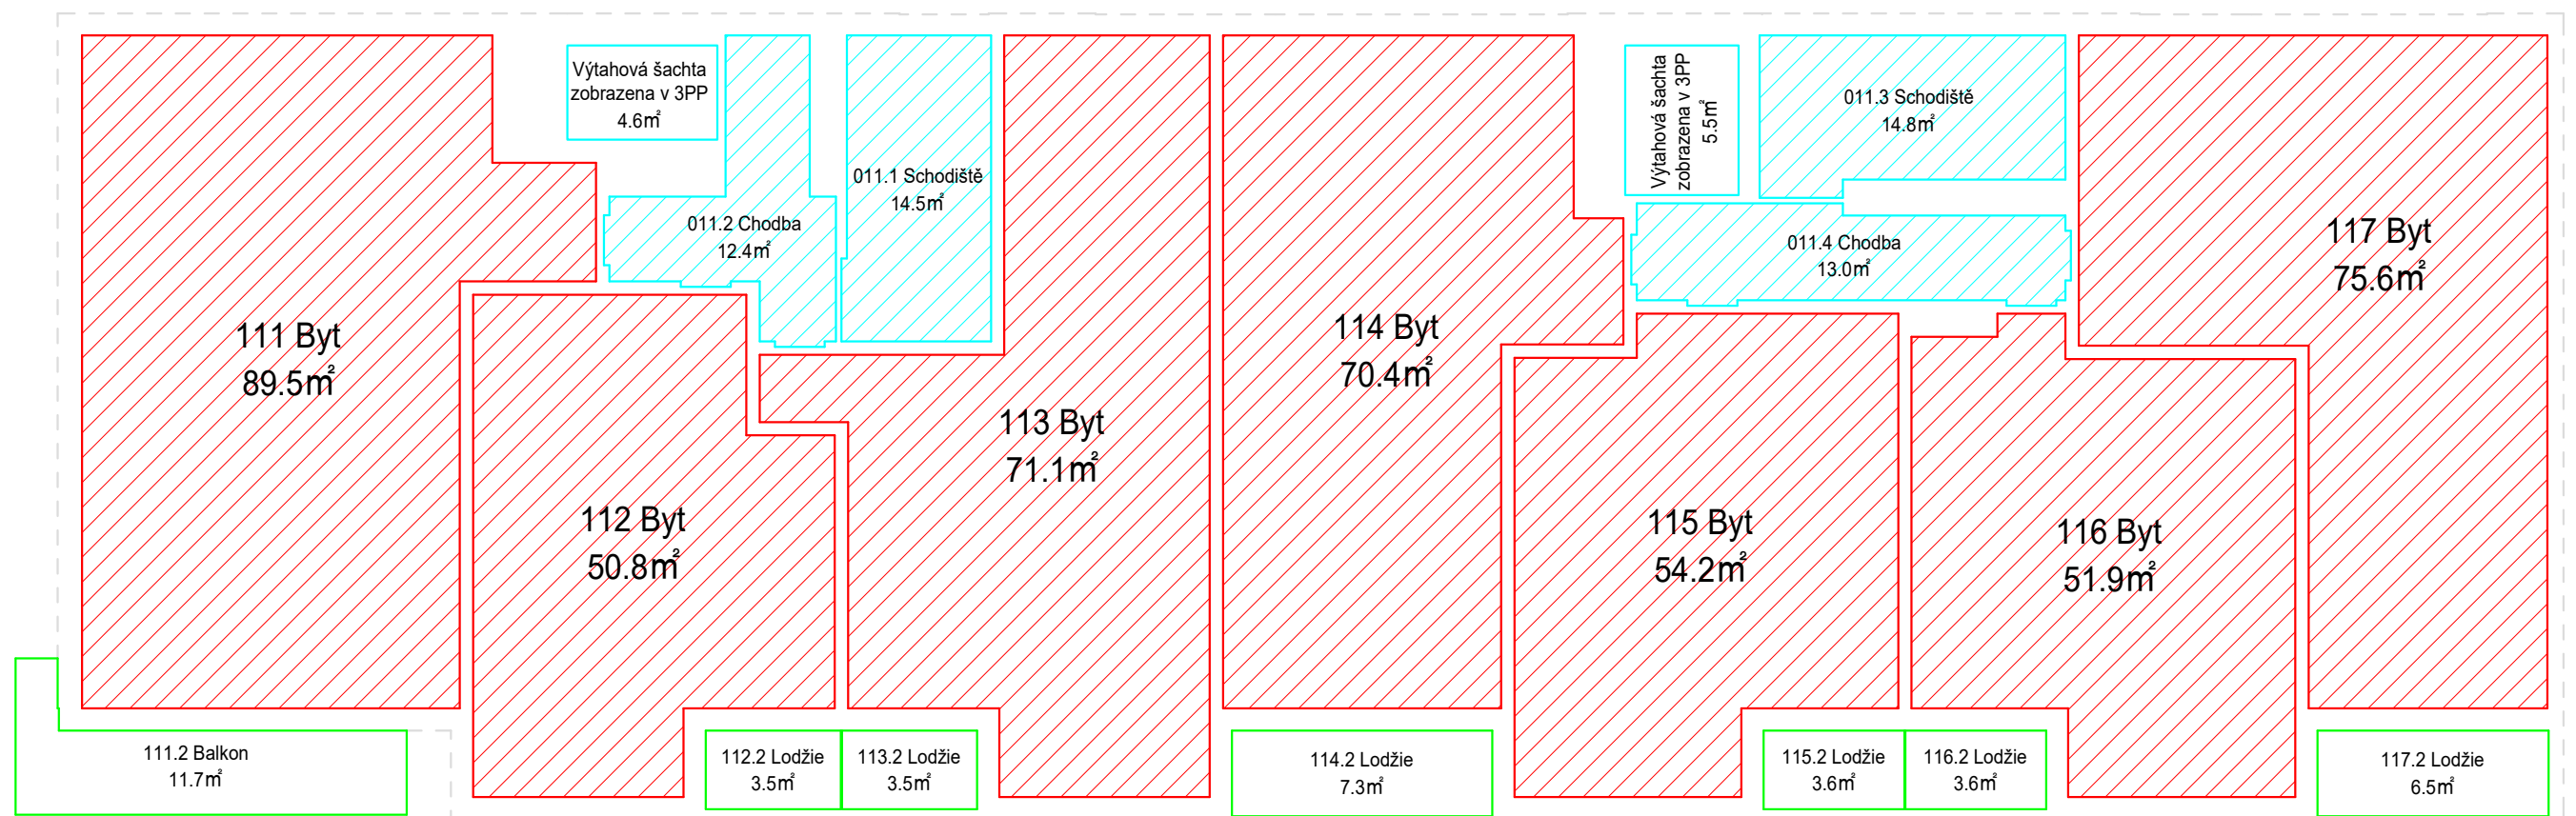 Výtahová šachta
zobrazena v 3PP
4.6m²
011.1 Schodiště
14.5m²
011.2 Chodba
12.4m²
Výtahová šachta
zobrazena v 3PP
5.5m²
011.3 Schodiště
14.8m²
011.4 Chodba
13.0m²
111 Byt
89.5m²
112 Byt
50.8m²
113 Byt
71.1m²
114 Byt
70.4m²
115 Byt
54.2m²
116 Byt
51.9m²
117 Byt
75.6m²
111.2 Balkon
11.7m²
112.2 Lodžie
3.5m²
113.2 Lodžie
3.5m²
114.2 Lodžie
7.3m²
115.2 Lodžie
3.6m²
116.2 Lodžie
3.6m²
117.2 Lodžie
6.5m²